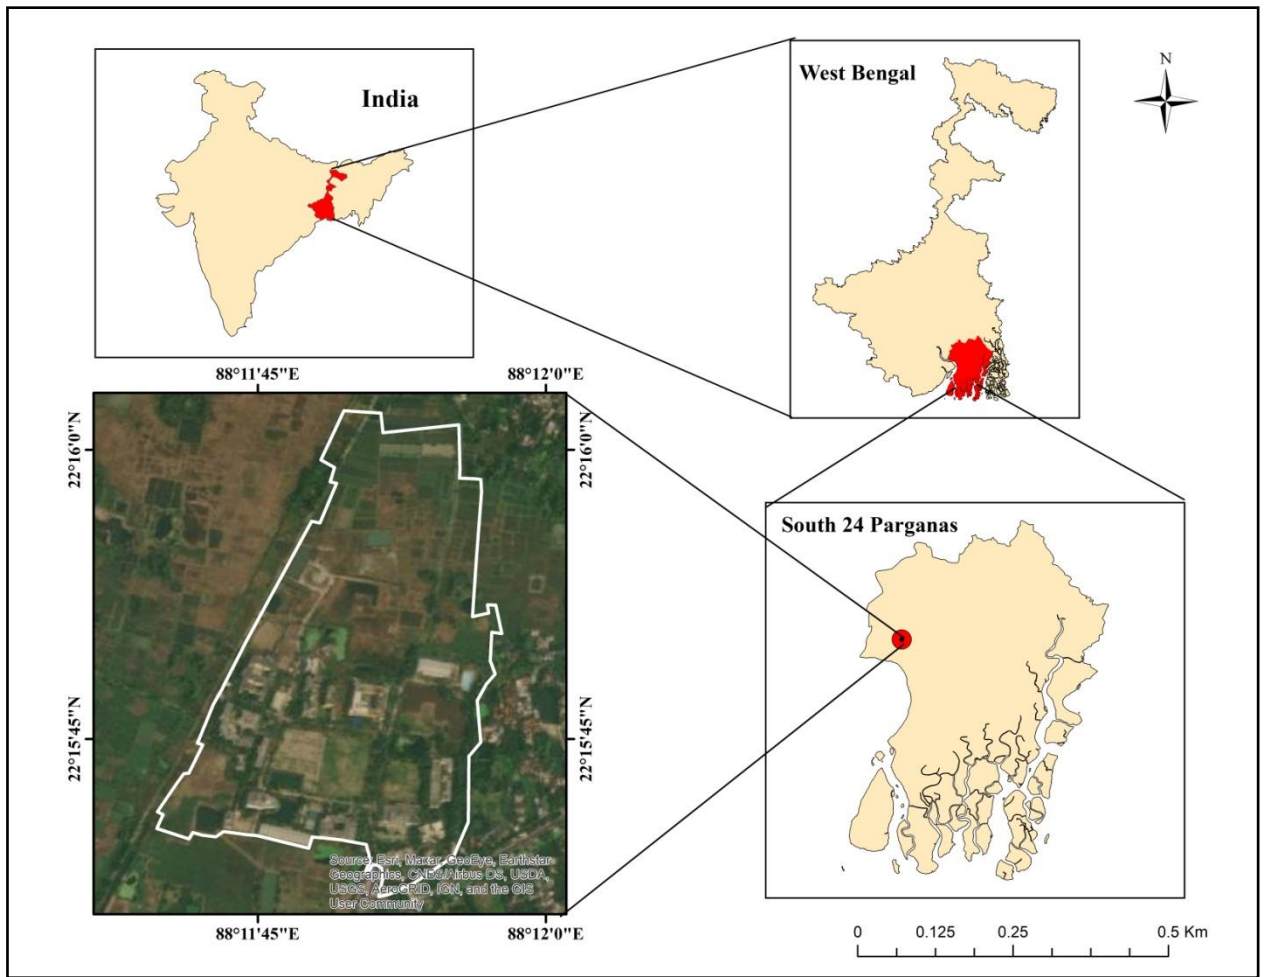 India
West Bengal
N
88°11'45"E
88°12'0"E
22°16'0"N
22°16'0"N
22°15'45"N
22°15'45"N
Source: Esri, Maxar, GeoEye, Earthstar
Geographics, CNES/Airbus DS, USDA,
USGS, AeroGRID, IGN, and the GIS
User Community
88°11'45"E
88°12'0"E
South 24 Parganas
0 0.125 0.25 0.5 Km